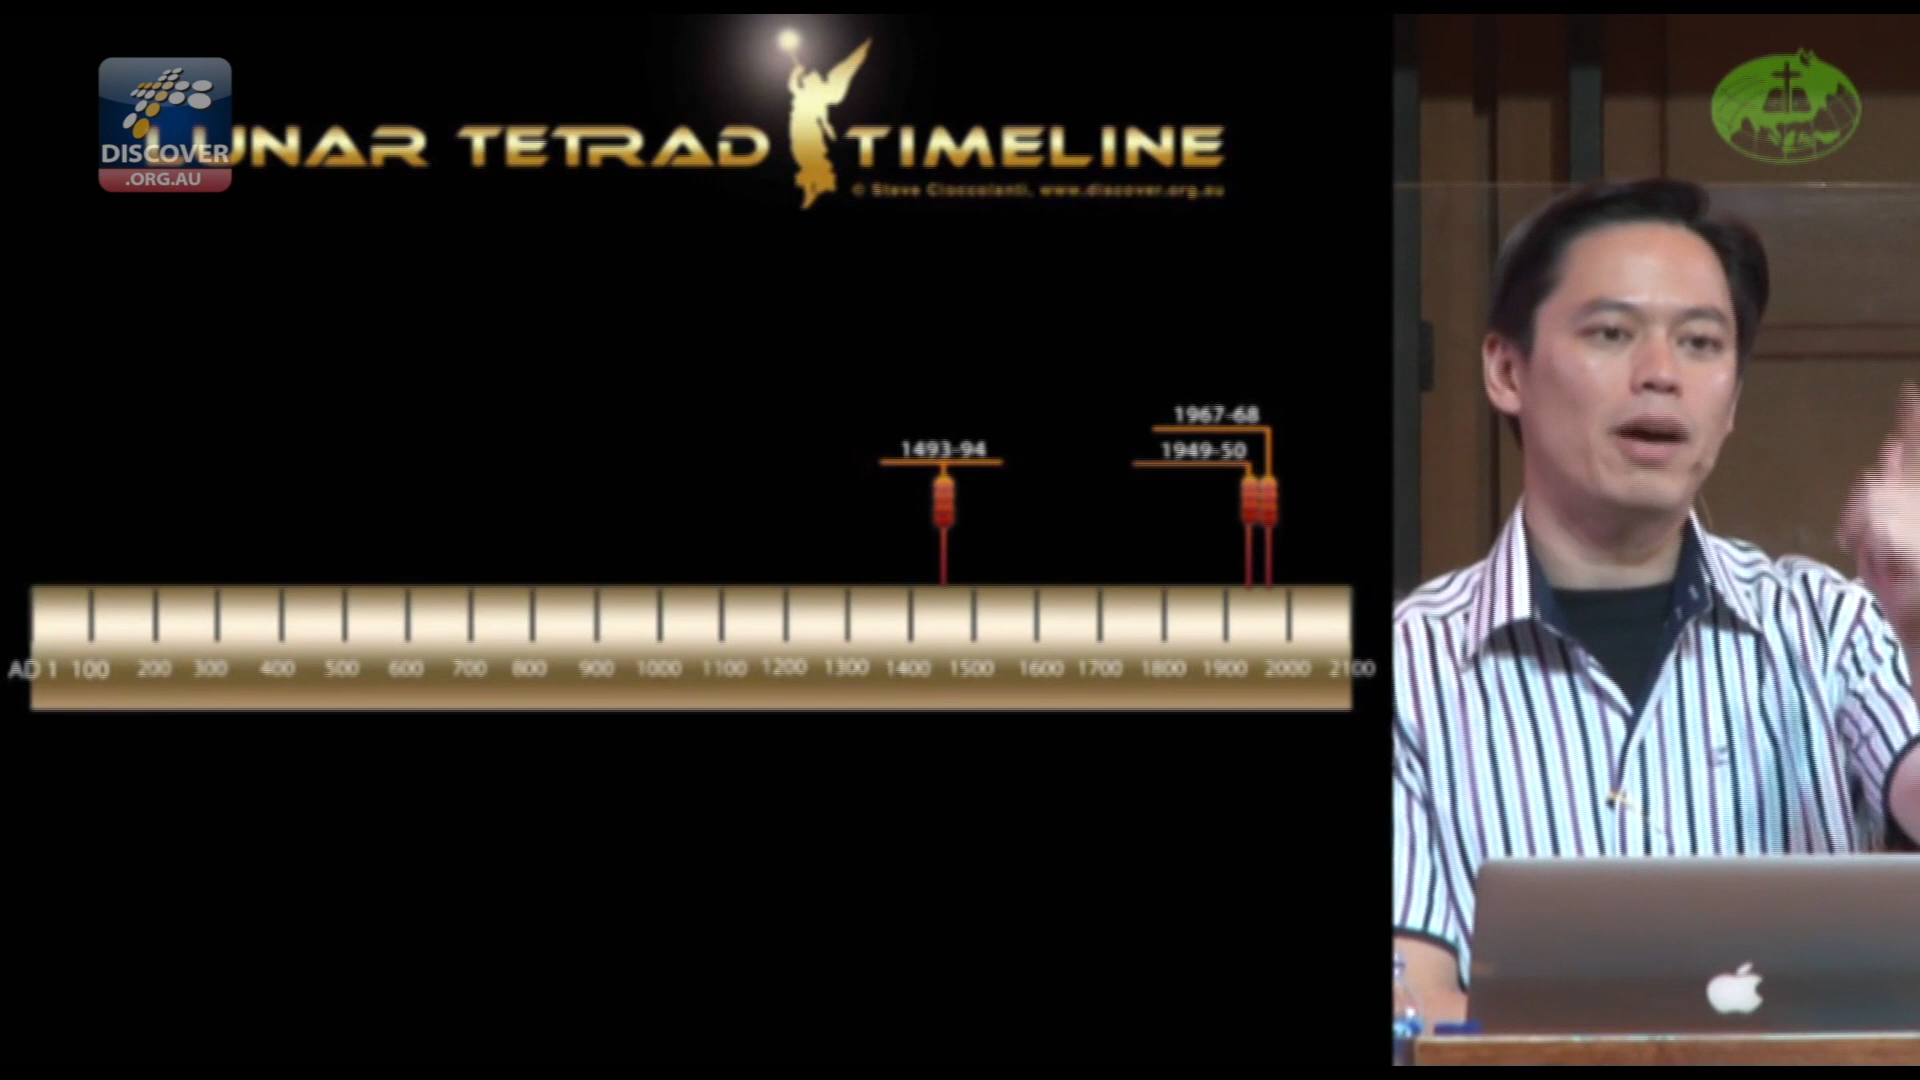 LUNAR TETRAD TIMELINE
DISCOVER
.ORG.AU
© Steve Cioccolanti, www.discover.org.au
1967-68
1493-94
1949-50
AD 1 100 200 300 400 500 600 700 800 900 1000 1100 1200 1300 1400 1500 1600 1700 1800 1900 2000 2100